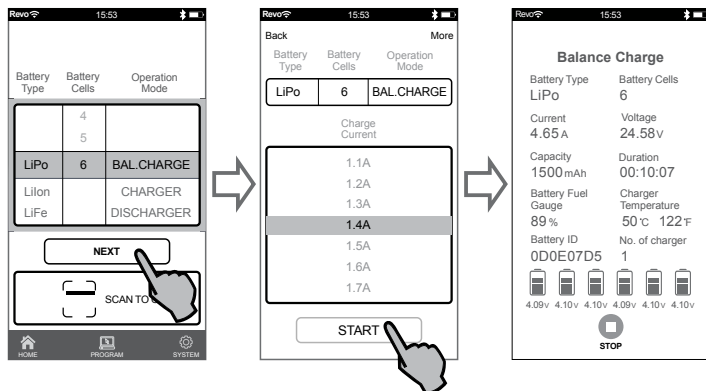 Revo 15:53
Battery Type Battery Cells Operation Mode
4
5
LiPo 6 BAL.CHARGE
LiIon CHARGER
LiFe DISCHARGER
NEXT
SCAN TO
HOME PROGRAM SYSTEM
Revo 15:53
Back More
Battery Type Battery Cells Operation Mode
LiPo 6 BAL.CHARGE
Charge
Current
1.1A
1.2A
1.3A
1.4A
1.5A
1.6A
1.7A
START
Revo 15:53
Balance Charge
Battery Type Battery Cells
LiPo 6
Current Voltage
4.65A 24.58V
Capacity Duration
1500mAh 00:10:07
Battery Fuel Gauge Charger Temperature
89% 50℃ 122℉
Battery ID No. of charger
0D0E07D5 1
4.09V 4.10V 4.10V 4.09V 4.10V 4.10V
STOP